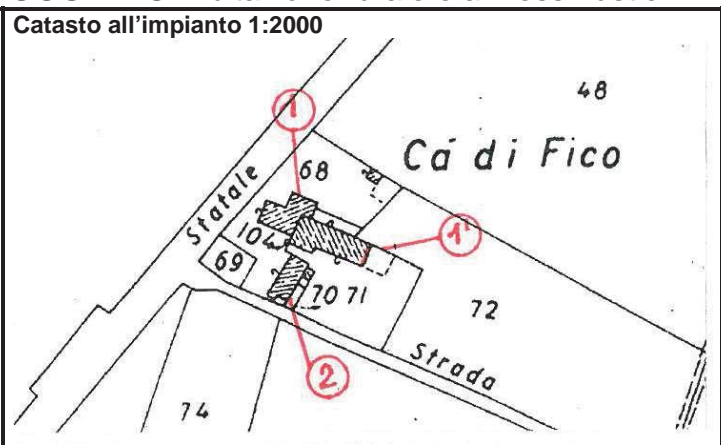 Catasto all'impianto 1:2000
48
1
Cá di Fico
68
Statale
104
1'
69
70 71
72
Strada
2
74